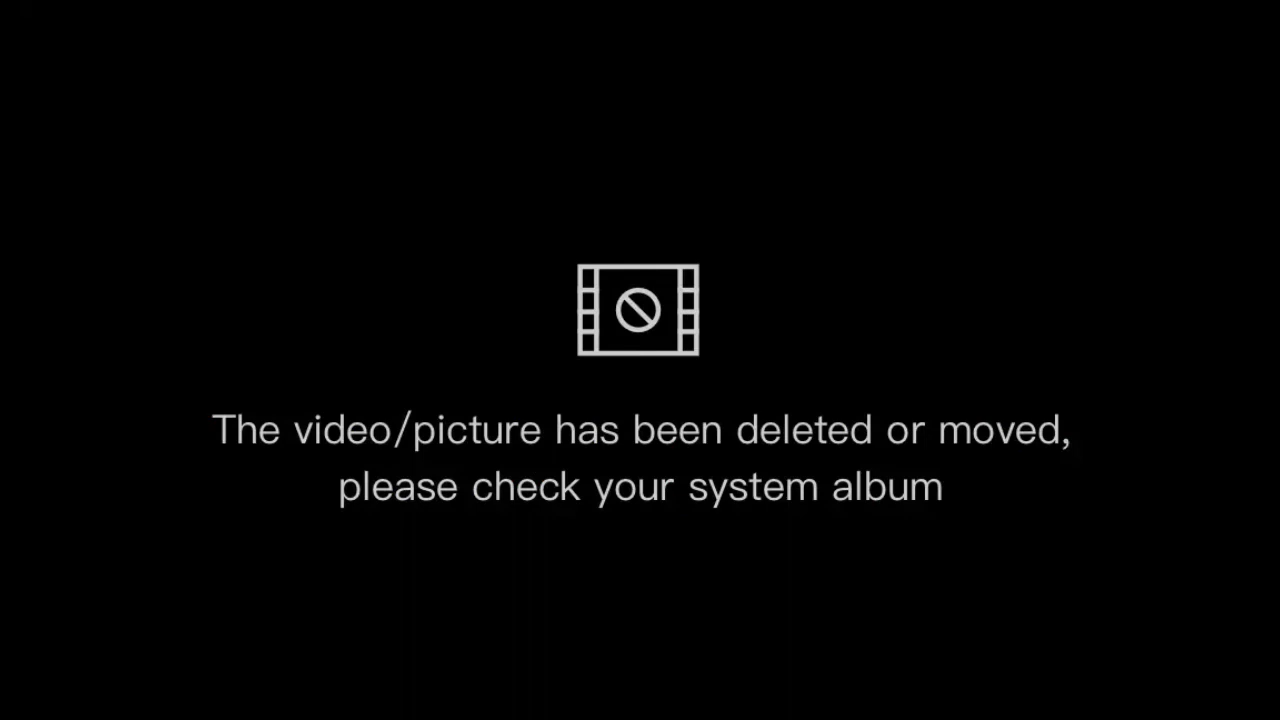 The video/picture has been deleted or moved,
please check your system album